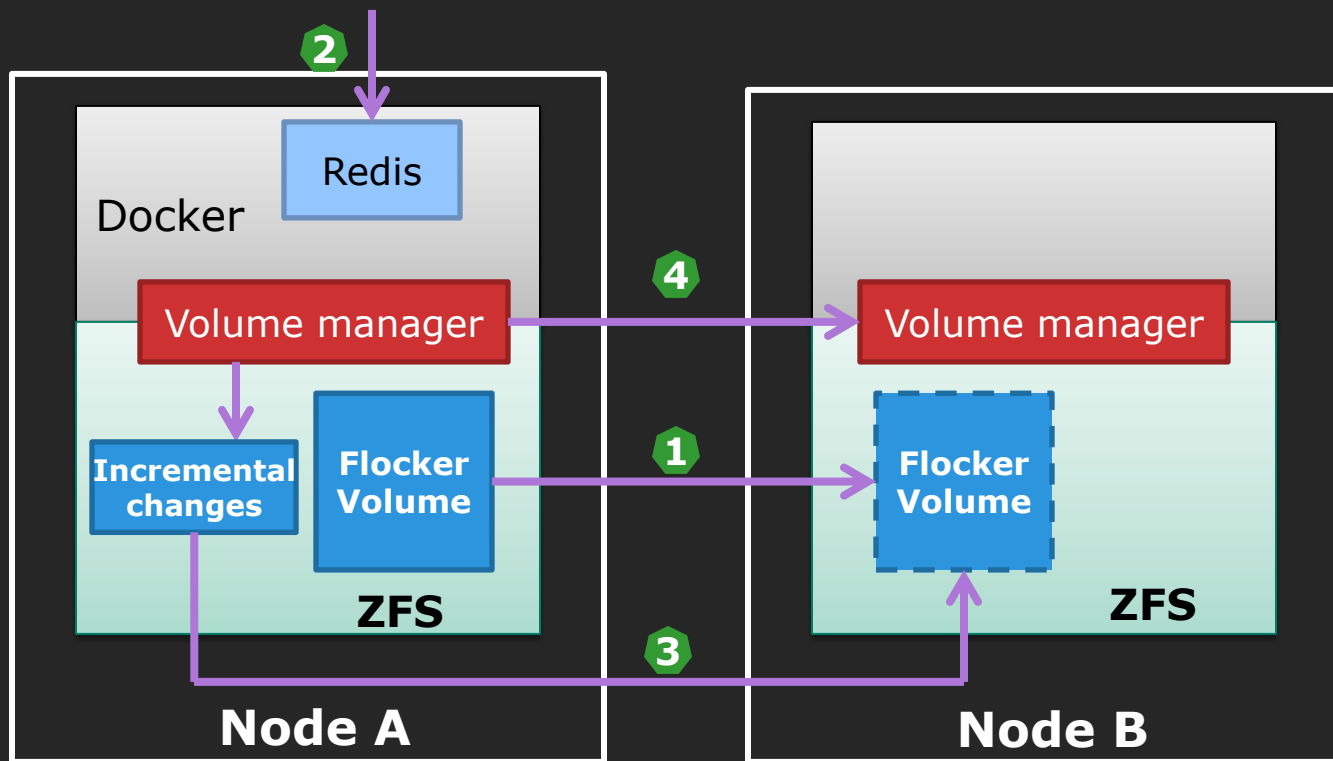 2
Redis
Docker
4
Volume manager
Volume manager
1
Incremental
changes
Flocker
Volume
Flocker
Volume
ZFS
ZFS
3
Node A
Node B